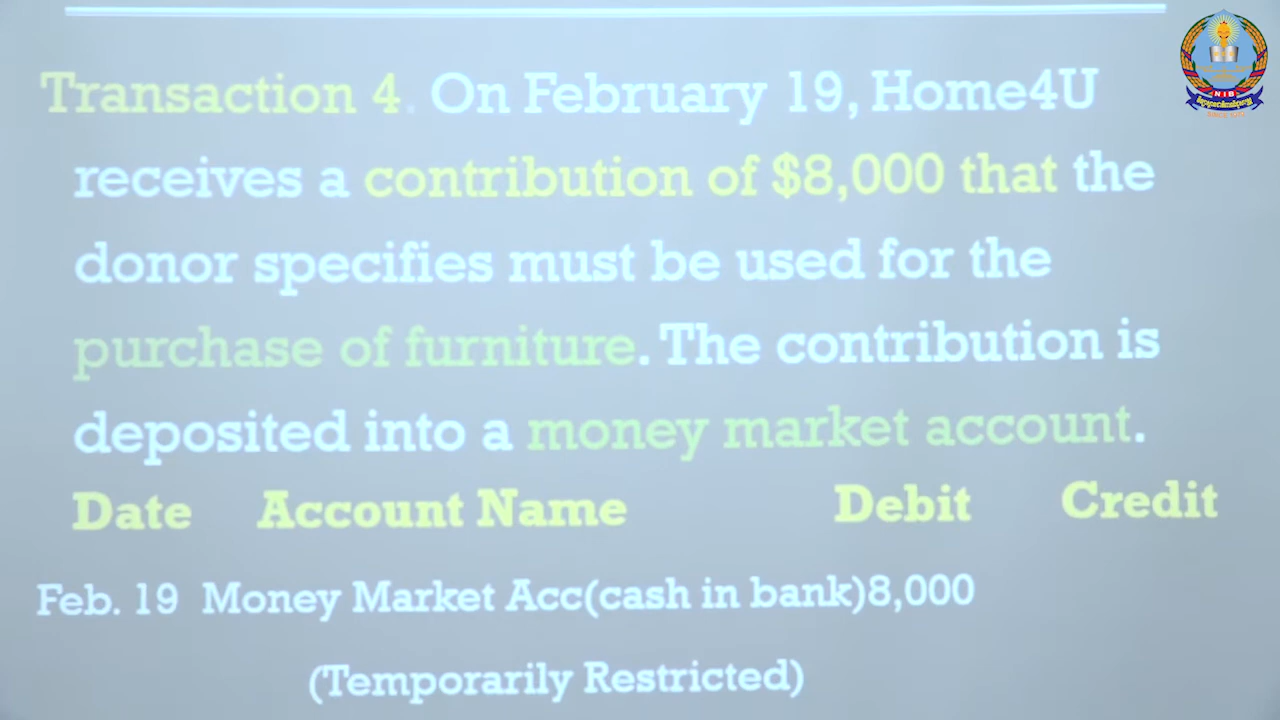 Transaction 4. On February 19, Home4U
receives a contribution of $8,000 that the
donor specifies must be used for the
purchase of furniture. The contribution is
deposited into a money market account.
Date Account Name Debit Credit
Feb. 19 Money Market Acc(cash in bank)8,000
(Temporarily Restricted)
NIB